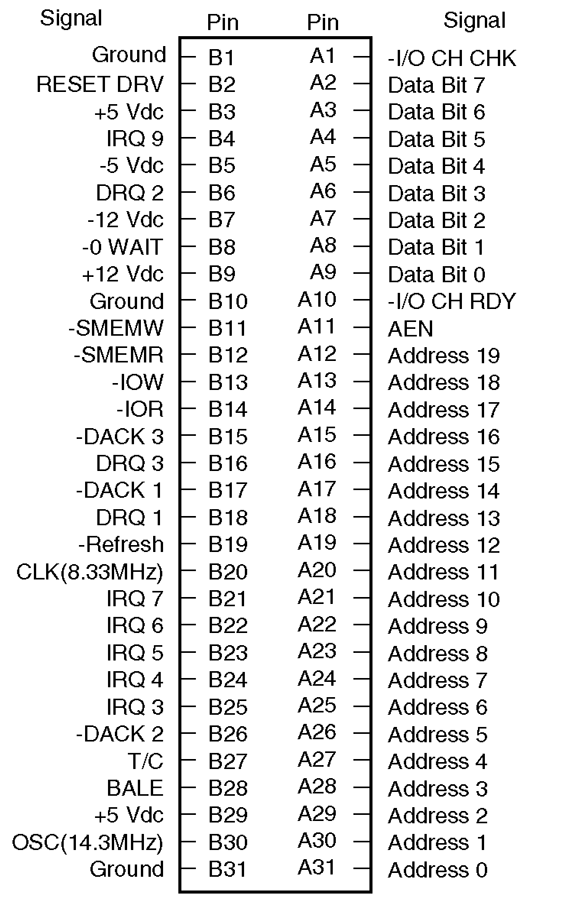 Signal Pin Pin Signal
Ground B1 A1 -I/O CH CHK
RESET DRV B2 A2 Data Bit 7
+5 Vdc B3 A3 Data Bit 6
IRQ 9 B4 A4 Data Bit 5
-5 Vdc B5 A5 Data Bit 4
DRQ 2 B6 A6 Data Bit 3
-12 Vdc B7 A7 Data Bit 2
-0 WAIT B8 A8 Data Bit 1
+12 Vdc B9 A9 Data Bit 0
Ground B10 A10 -I/O CH RDY
-SMEMW B11 A11 AEN
-SMEMR B12 A12 Address 19
-IOW B13 A13 Address 18
-IOR B14 A14 Address 17
-DACK 3 B15 A15 Address 16
DRQ 3 B16 A16 Address 15
-DACK 1 B17 A17 Address 14
DRQ 1 B18 A18 Address 13
-Refresh B19 A19 Address 12
CLK(8.33MHz) B20 A20 Address 11
IRQ 7 B21 A21 Address 10
IRQ 6 B22 A22 Address 9
IRQ 5 B23 A23 Address 8
IRQ 4 B24 A24 Address 7
IRQ 3 B25 A25 Address 6
-DACK 2 B26 A26 Address 5
T/C B27 A27 Address 4
BALE B28 A28 Address 3
+5 Vdc B29 A29 Address 2
OSC(14.3MHz) B30 A30 Address 1
Ground B31 A31 Address 0